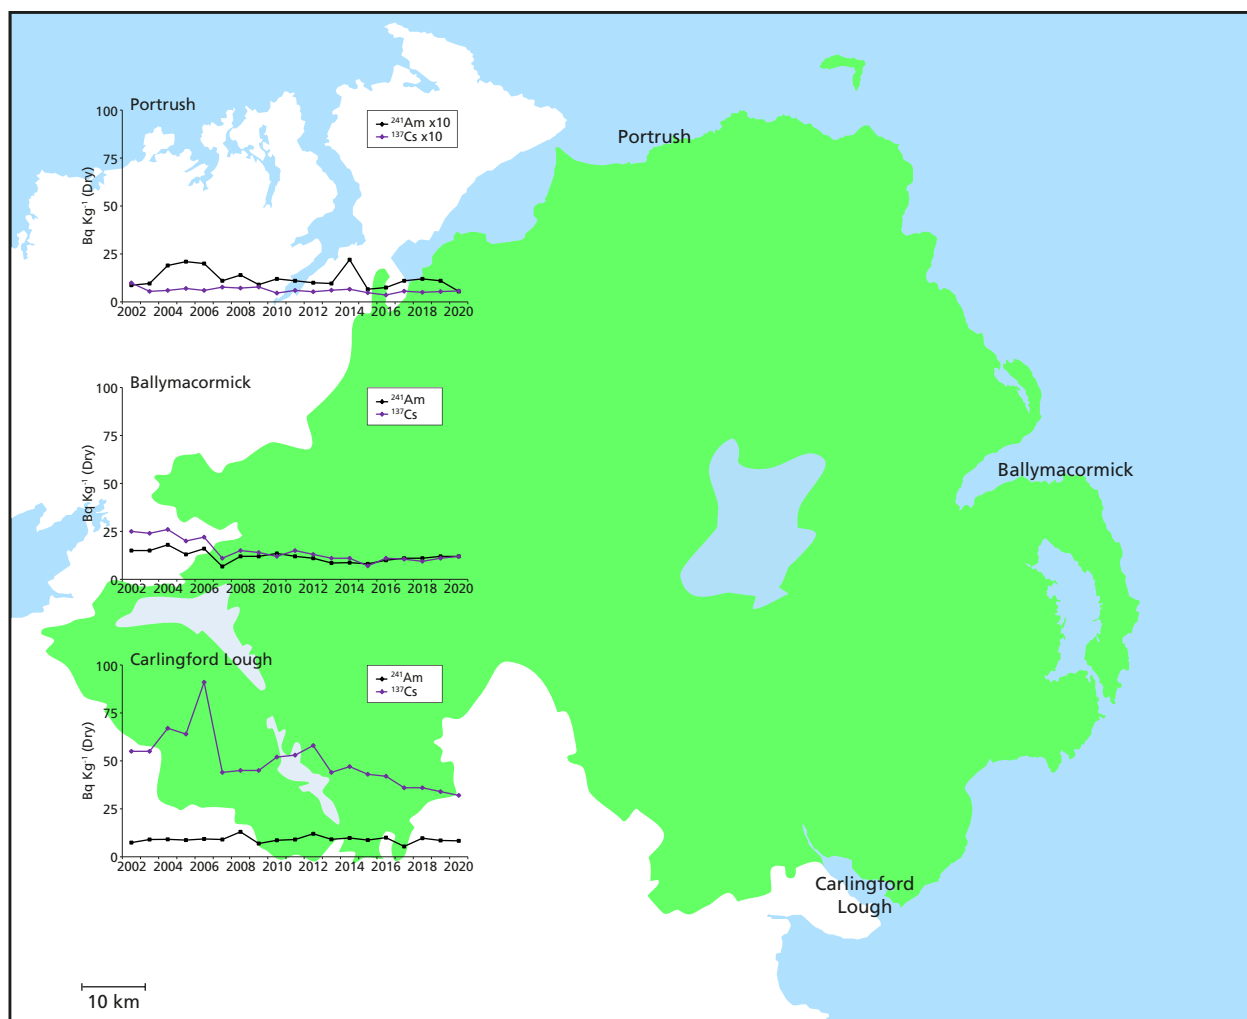 Portrush
100
75
50
25
0
Bq Kg⁻¹ (Dry)
²⁴¹Am x10
¹³⁷Cs x10
2002 2004 2006 2008 2010 2012 2014 2016 2018 2020
Portrush
Ballymacormick
100
75
50
25
0
Bq Kg⁻¹ (Dry)
²⁴¹Am
¹³⁷Cs
2002 2004 2006 2008 2010 2012 2014 2016 2018 2020
Ballymacormick
Carlingford Lough
100
75
50
25
0
Bq Kg⁻¹ (Dry)
²⁴¹Am
¹³⁷Cs
2002 2004 2006 2008 2010 2012 2014 2016 2018 2020
Carlingford
Lough
10 km